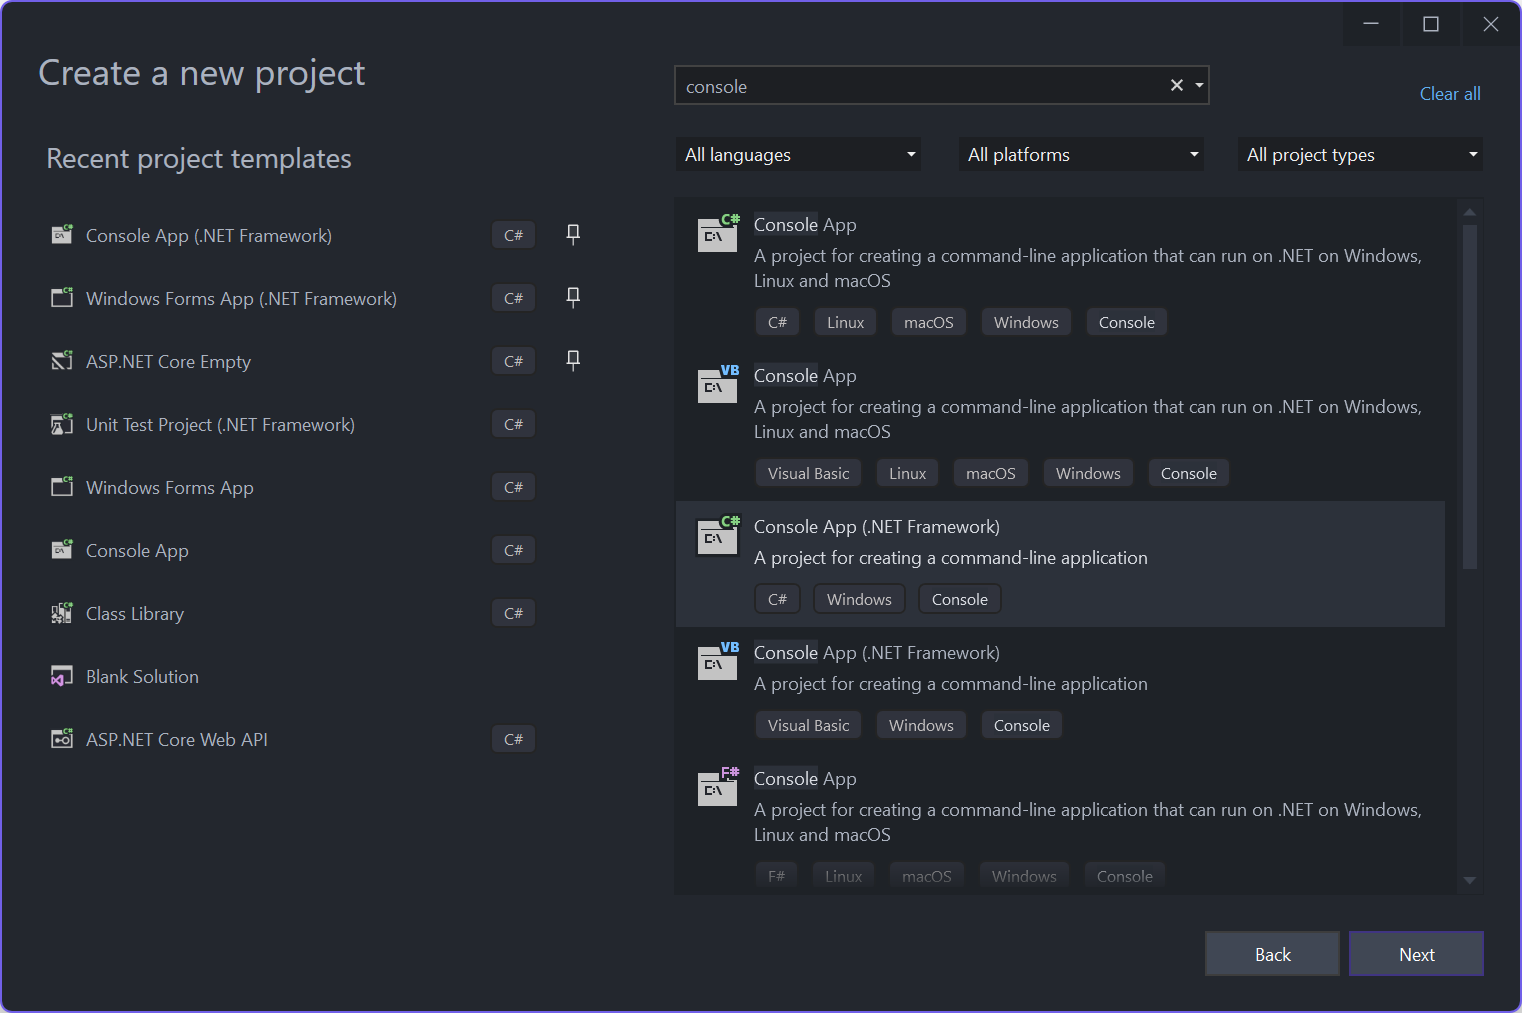 Create a new project
Recent project templates
Console App (.NET Framework) C#
Windows Forms App (.NET Framework) C#
ASP.NET Core Empty C#
Unit Test Project (.NET Framework) C#
Windows Forms App C#
Console App C#
Class Library C#
Blank Solution
ASP.NET Core Web API C#
console
Clear all
All languages All platforms All project types
C#
C:\
Console App
A project for creating a command-line application that can run on .NET on Windows,
Linux and macOS
C# Linux macOS Windows Console
VB
C:\
Console App
A project for creating a command-line application that can run on .NET on Windows,
Linux and macOS
Visual Basic Linux macOS Windows Console
C#
C:\
Console App (.NET Framework)
A project for creating a command-line application
C# Windows Console
VB
C:\
Console App (.NET Framework)
A project for creating a command-line application
Visual Basic Windows Console
F#
C:\
Console App
A project for creating a command-line application that can run on .NET on Windows,
Linux and macOS
F# Linux macOS Windows Console
Back Next